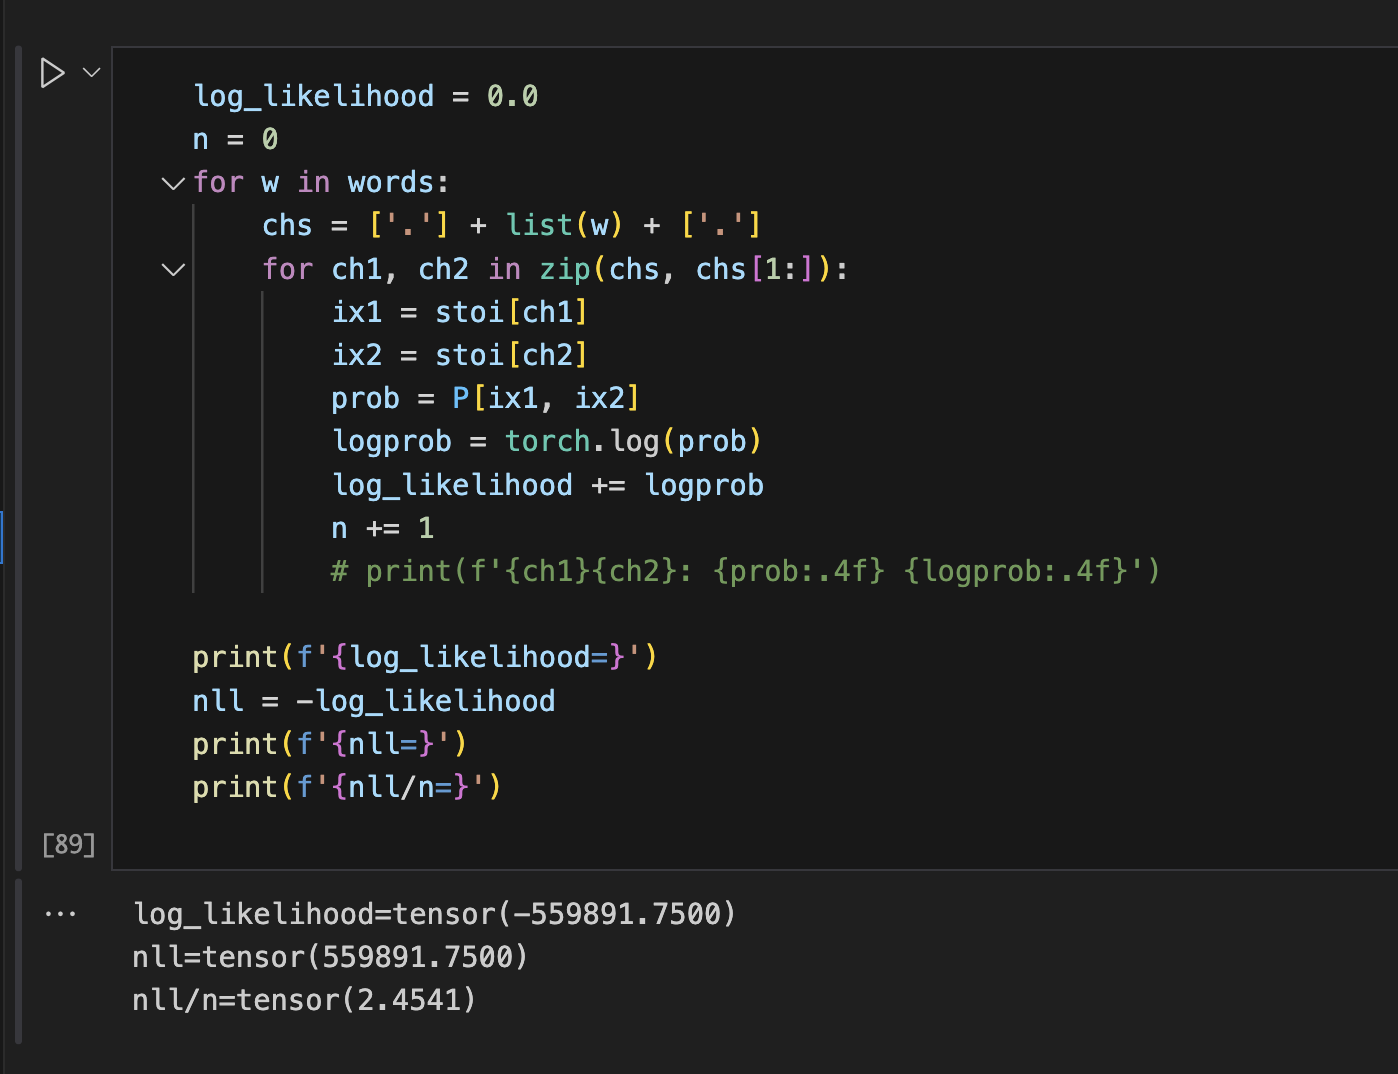 log_likelihood = 0.0
n = 0
for w in words:
    chs = ['.'] + list(w) + ['.']
    for ch1, ch2 in zip(chs, chs[1:]):
        ix1 = stoi[ch1]
        ix2 = stoi[ch2]
        prob = P[ix1, ix2]
        logprob = torch.log(prob)
        log_likelihood += logprob
        n += 1
        # print(f'{ch1}{ch2}: {prob:.4f} {logprob:.4f}')
print(f'{log_likelihood=}')
nll = -log_likelihood
print(f'{nll=}')
print(f'{nll/n=}')
[89]
... log_likelihood=tensor(-559891.7500)
nll=tensor(559891.7500)
nll/n=tensor(2.4541)